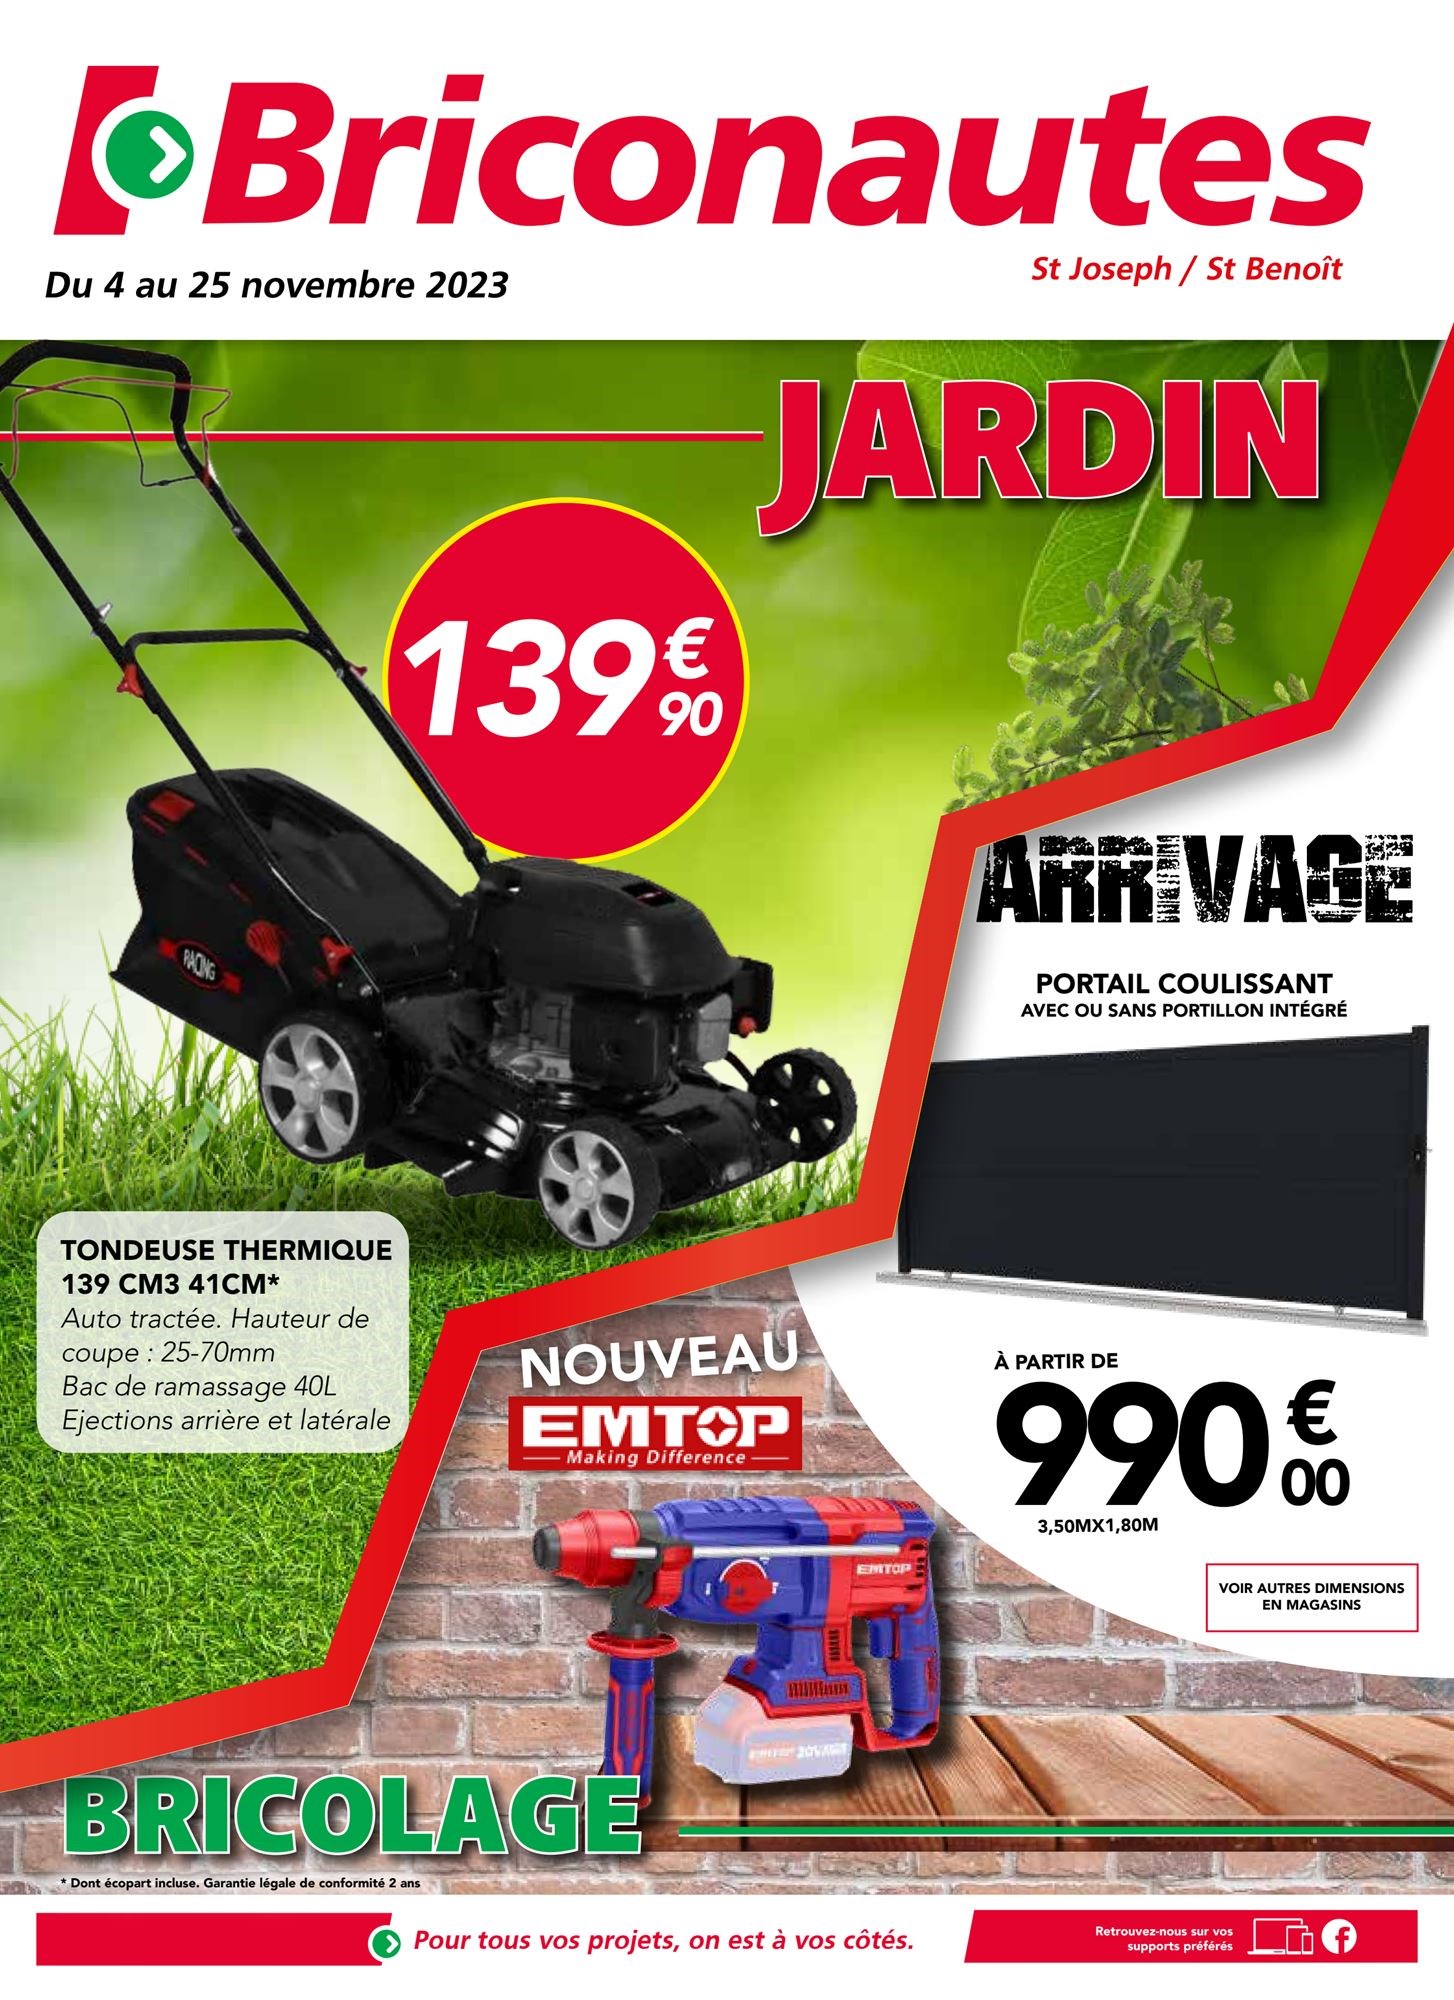 Briconautes
Du 4 au 25 novembre 2023
St Joseph / St Benoît
JARDIN
139€90
RACING
ARRIVAGE
PORTAIL COULISSANT
AVEC OU SANS PORTILLON INTÉGRÉ
TONDEUSE THERMIQUE
139 CM3 41CM*
Auto tractée. Hauteur de
coupe : 25-70mm
Bac de ramassage 40L
Ejections arrière et latérale
À PARTIR DE
990€00
3,50MX1,80M
VOIR AUTRES DIMENSIONS
EN MAGASINS
NOUVEAU
EMTOP
Making Difference
EMTOP
EMTOP 20V
BRICOLAGE
* Dont écopart incluse. Garantie légale de conformité 2 ans
Pour tous vos projets, on est à vos côtés.
Retrouvez-nous sur vos
supports préférés